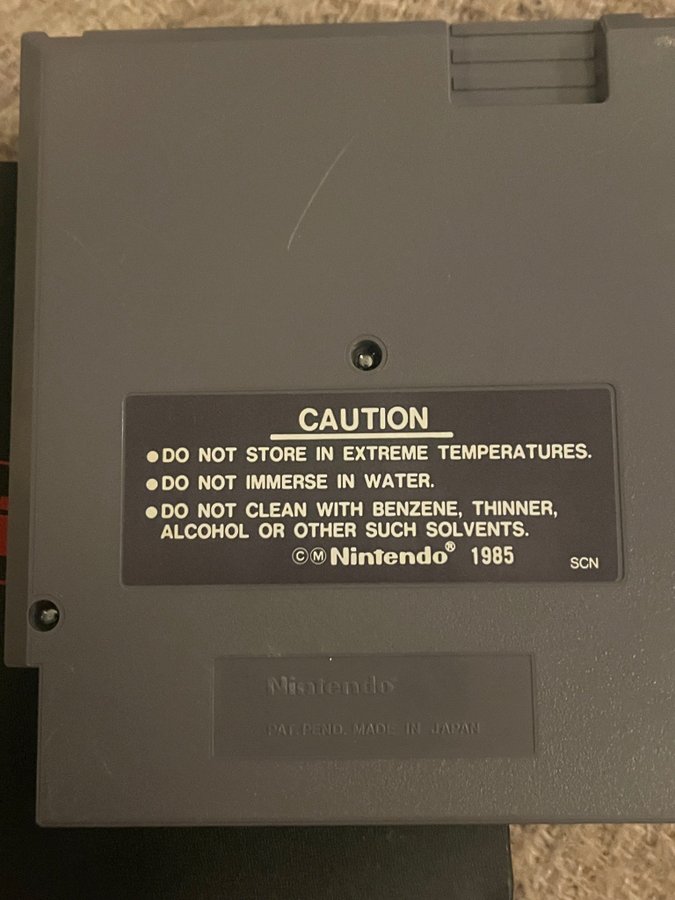 CAUTION
●DO NOT STORE IN EXTREME TEMPERATURES.
●DO NOT IMMERSE IN WATER.
●DO NOT CLEAN WITH BENZENE, THINNER,
ALCOHOL OR OTHER SUCH SOLVENTS.
©Ⓜ Nintendo® 1985
SCN
Nintendo®
PAT. PEND. MADE IN JAPAN